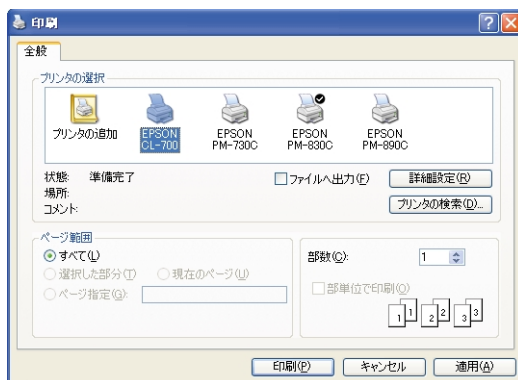 印刷
全般
プリンタの選択
プリンタの追加
EPSON
CL-700
EPSON
PM-730C
EPSON
PM-830C
EPSON
PM-890C
状態: 準備完了
場所:
コメント:
ファイルへ出力(F)
詳細設定(R)
プリンタの検索(D)...
ページ範囲
すべて(L)
選択した部分(T) 現在のページ(U)
ページ指定(G):
部数(C): 1
部単位で印刷(O)
1 1 2 2 3 3
印刷(P) キャンセル 適用(A)